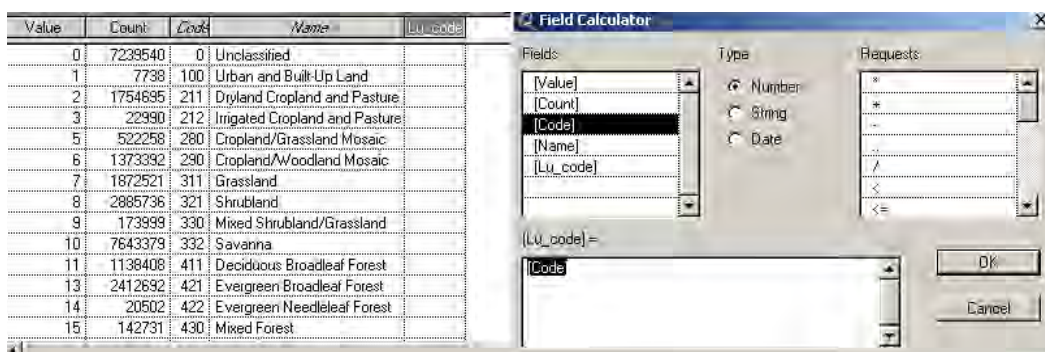 Value Count Code Name Lu_code
0 7239540 0 Unclassified
1 7738 100 Urban and Built-Up Land
2 1754695 211 Dryland Cropland and Pasture
3 22990 212 Irrigated Cropland and Pasture
5 522258 280 Cropland/Grassland Mosaic
6 1373392 290 Cropland/Woodland Mosaic
7 1872521 311 Grassland
8 2885736 321 Shrubland
9 173999 330 Mixed Shrubland/Grassland
10 7643379 332 Savanna
11 1138408 411 Deciduous Broadleaf Forest
13 2412692 421 Evergreen Broadleaf Forest
14 20502 422 Evergreen Needleleaf Forest
15 142731 430 Mixed Forest
Field Calculator
Fields
[Value]
[Count]
[Code]
[Name]
[Lu_code]
Type
Number
String
Date
Requests
*
+
-
/
<
<=
[Lu_code] =
[Code
OK
Cancel